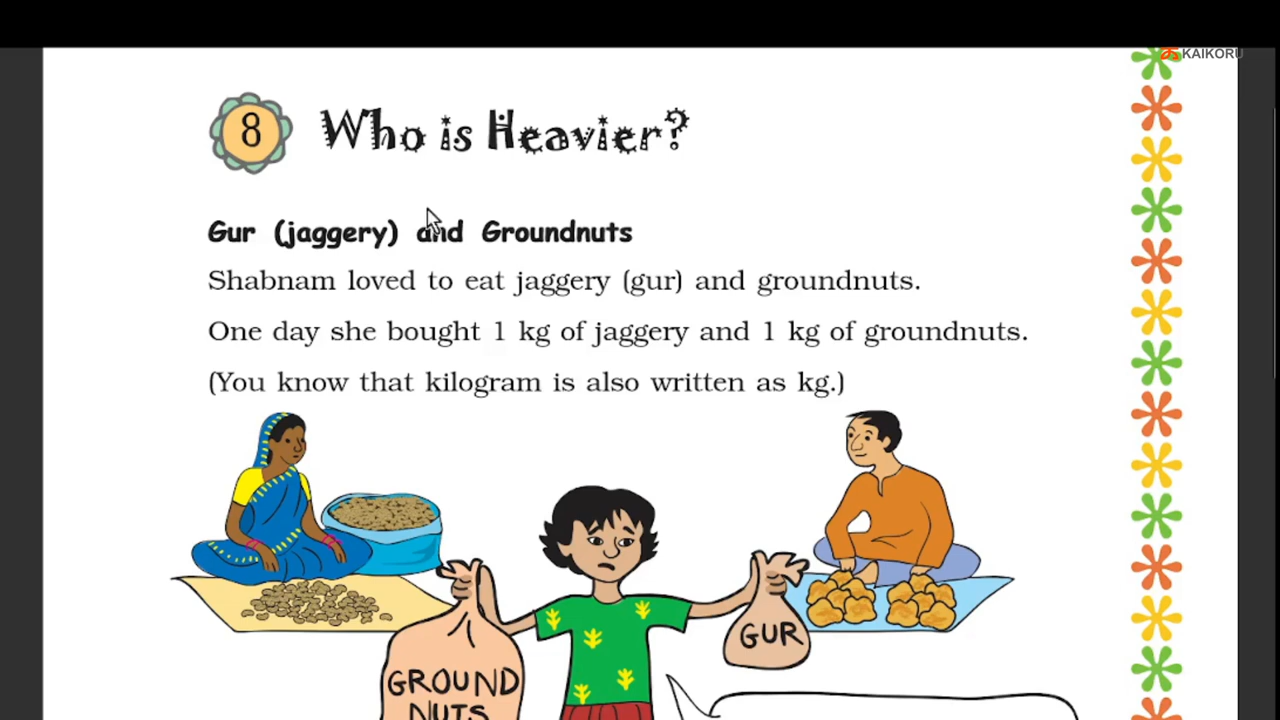 KAIKORU
8 Who is Heavier?
Gur (jaggery) and Groundnuts
Shabnam loved to eat jaggery (gur) and groundnuts.
One day she bought 1 kg of jaggery and 1 kg of groundnuts.
(You know that kilogram is also written as kg.)
GUR
GROUND
NUTS